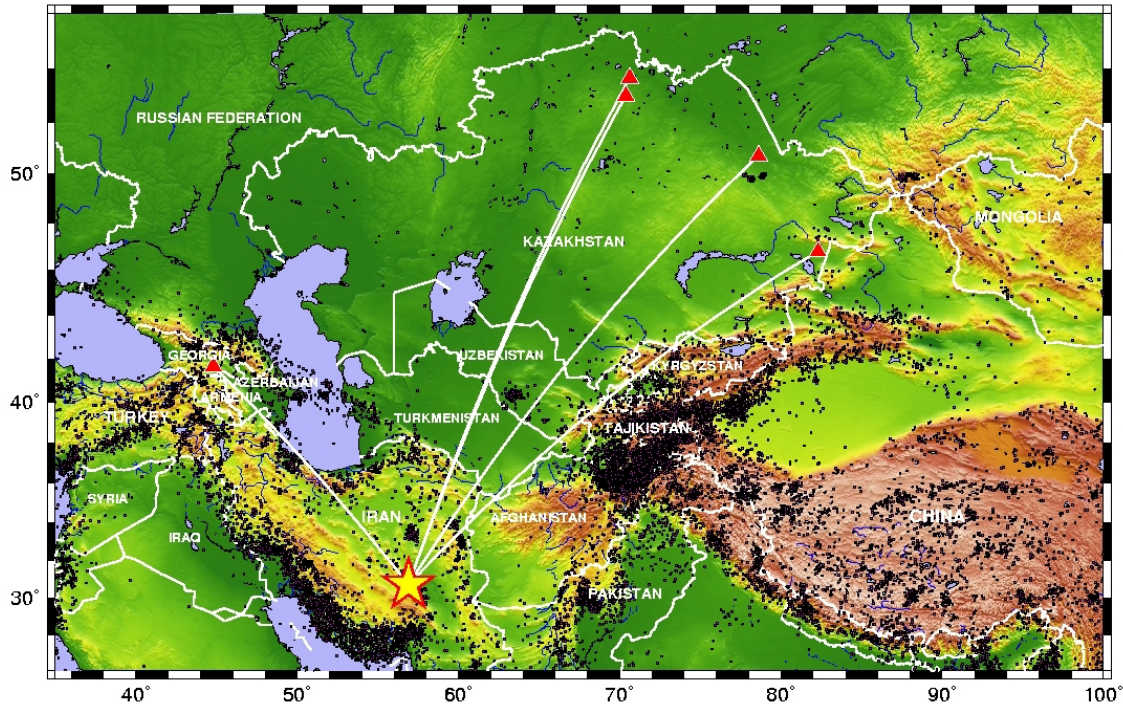 RUSSIAN FEDERATION
50°
MONGOLIA
KAZAKHSTAN
GEORGIA
UZBEKISTAN
KYRGYZSTAN
AZERBAIJAN
ARMENIA
40°
TURKEY
TURKMENISTAN
TAJIKISTAN
SYRIA
IRAN
AFGHANISTAN
CHINA
IRAQ
30°
PAKISTAN
40° 50° 60° 70° 80° 90° 100°